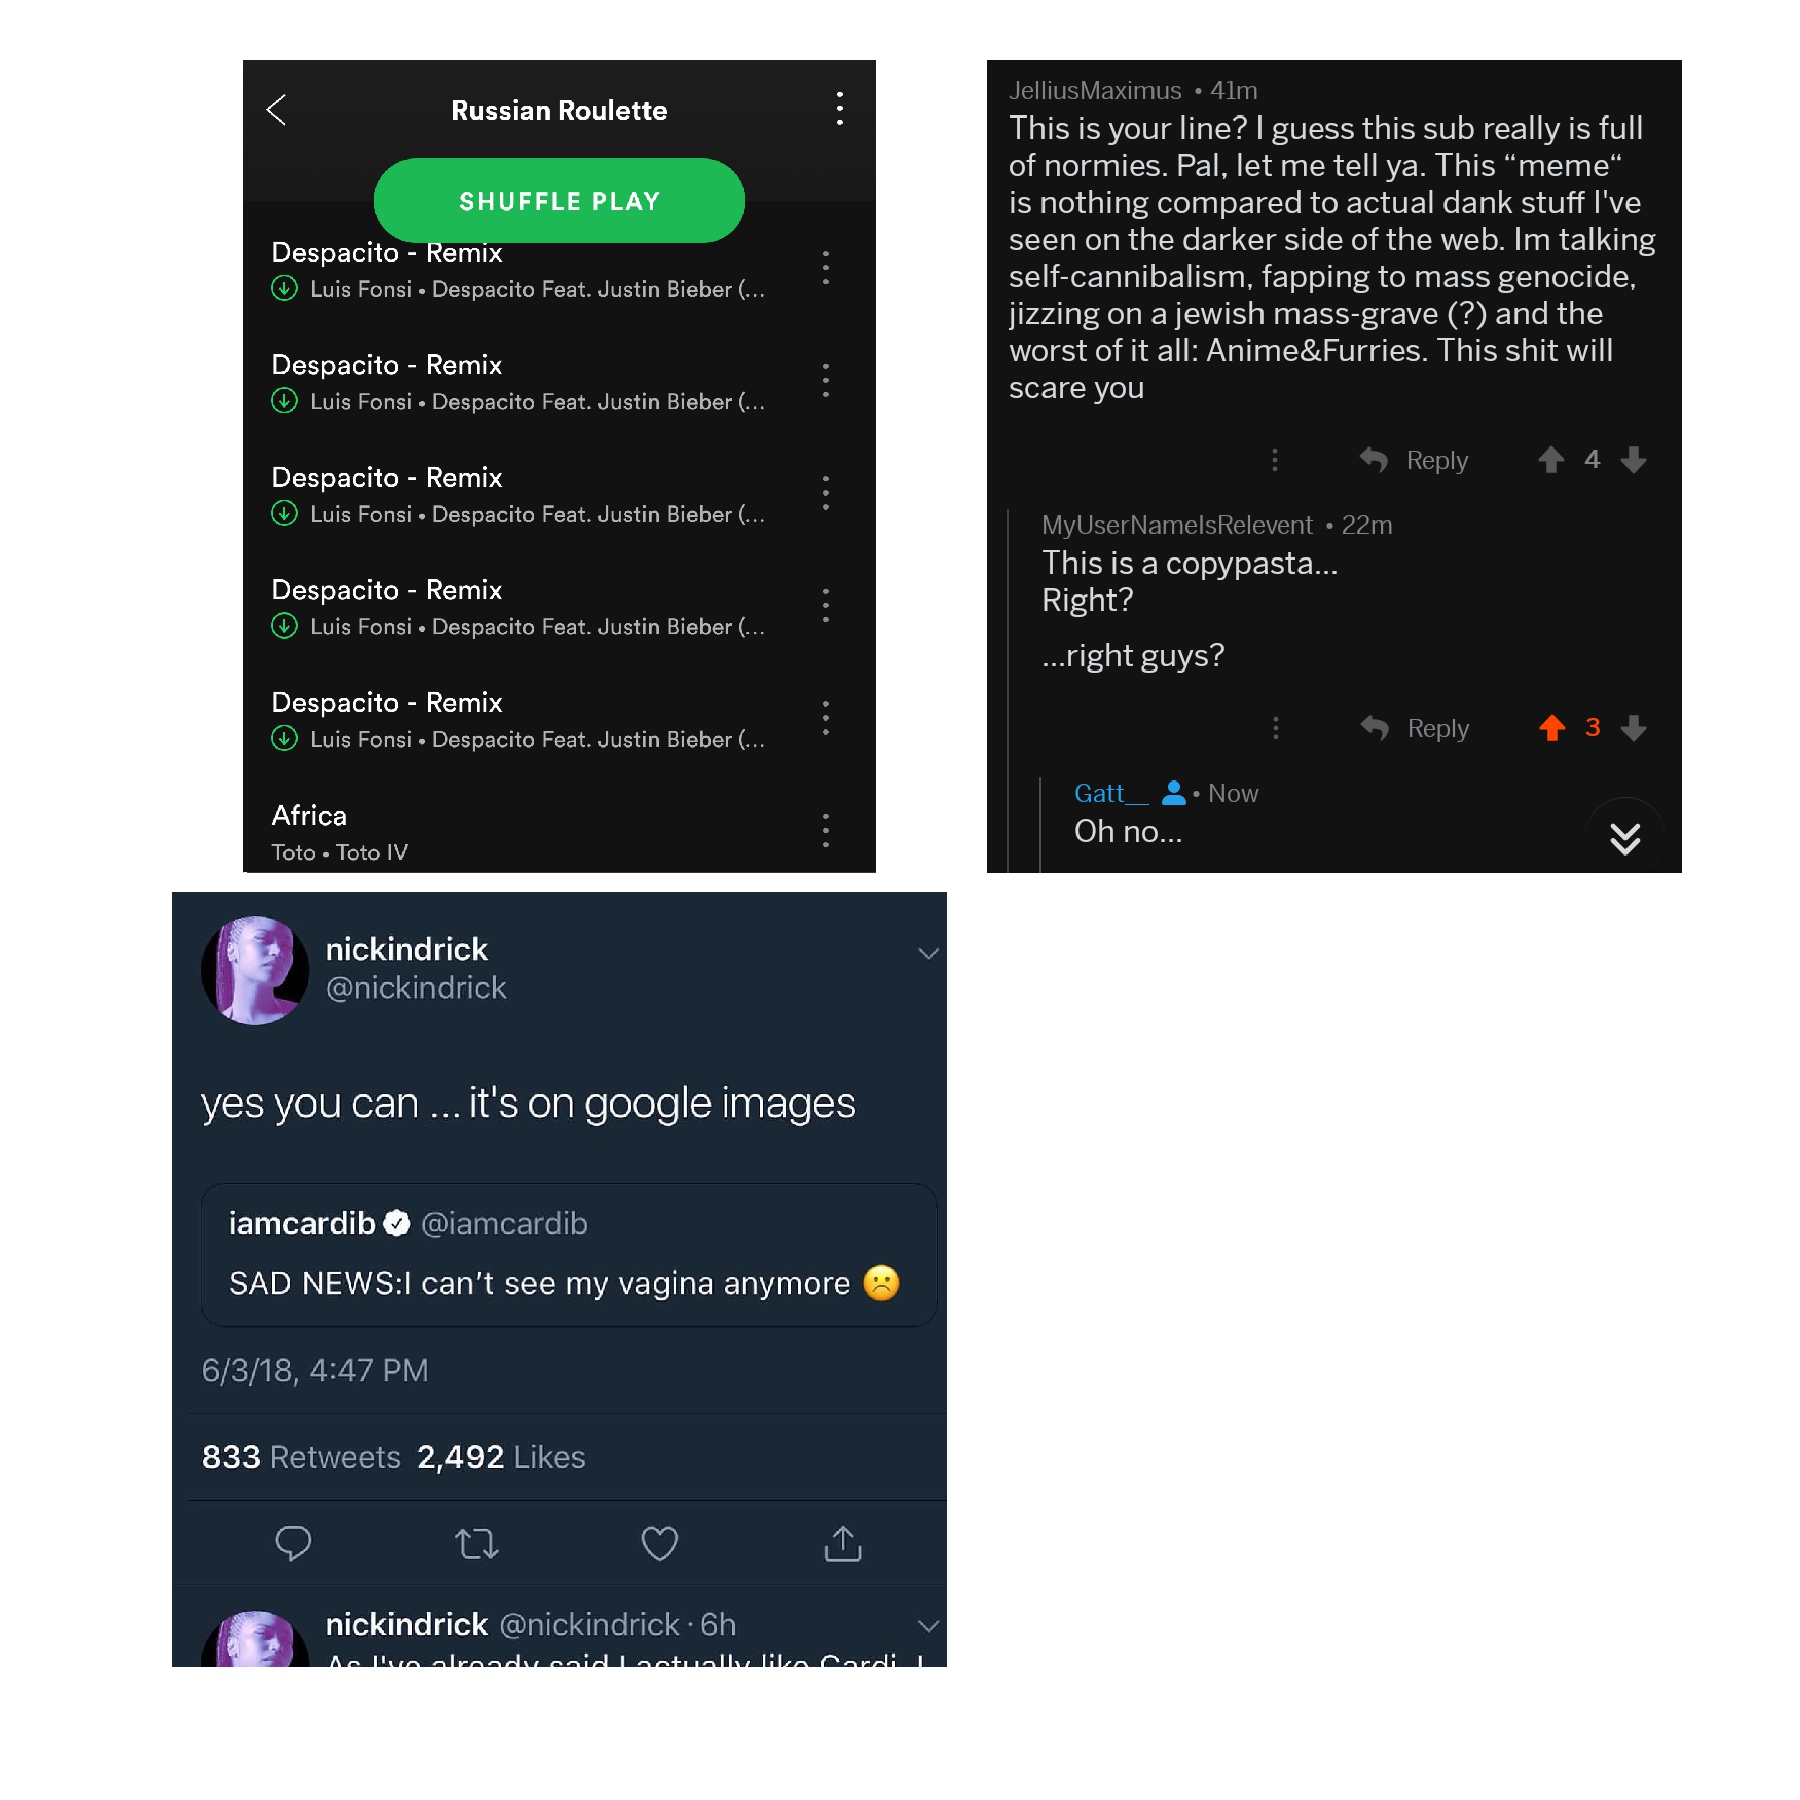 Russian Roulette
SHUFFLE PLAY
Despacito - Remix
Luis Fonsi • Despacito Feat. Justin Bieber (...
Despacito - Remix
Luis Fonsi • Despacito Feat. Justin Bieber (...
Despacito - Remix
Luis Fonsi • Despacito Feat. Justin Bieber (...
Despacito - Remix
Luis Fonsi • Despacito Feat. Justin Bieber (...
Despacito - Remix
Luis Fonsi • Despacito Feat. Justin Bieber (...
Africa
Toto • Toto IV
JelliusMaximus • 41m
This is your line? I guess this sub really is full
of normies. Pal, let me tell ya. This “meme“
is nothing compared to actual dank stuff I've
seen on the darker side of the web. Im talking
self-cannibalism, fapping to mass genocide,
jizzing on a jewish mass-grave (?) and the
worst of it all: Anime&Furries. This shit will
scare you
Reply 4
MyUserNameIsRelevent • 22m
This is a copypasta...
Right?
...right guys?
Reply 3
Gatt__ • Now
Oh no...
nickindrick
@nickindrick
yes you can ... it's on google images
iamcardib @iamcardib
SAD NEWS:I can't see my vagina anymore ☹️
6/3/18, 4:47 PM
833 Retweets 2,492 Likes
nickindrick @nickindrick · 6h
As I've already said I actually like Cardi. I